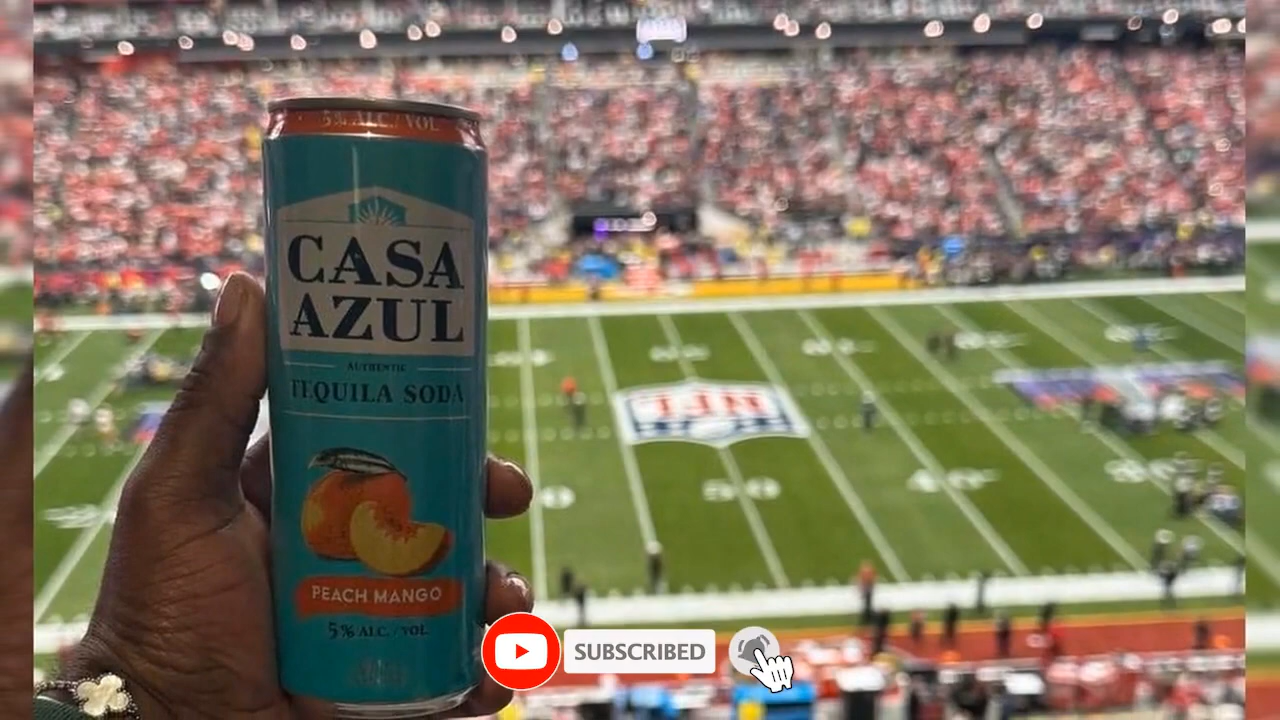 5% ALC./VOL
CASA
AZUL
AUTHENTIC
TEQUILA SODA
NFL
PEACH MANGO
5% ALC./VOL
SUBSCRIBED